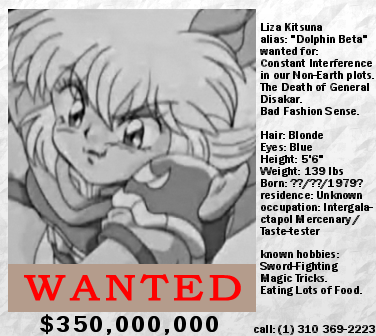 Liza Kitsuna
alias: "Dolphin Beta"
wanted for:
Constant Interference
in our Non-Earth plots.
The Death of General
Disakar.
Bad Fashion Sense.
Hair: Blonde
Eyes: Blue
Height: 5'6"
Weight: 139 lbs
Born: ??/??/1979?
residence: Unknown
occupation: Intergala-
ctapol Mercenary/
Taste-tester
known hobbies:
Sword-Fighting
Magic Tricks.
Eating Lots of Food.
WANTED
$350,000,000
call: (1) 310 369-2223